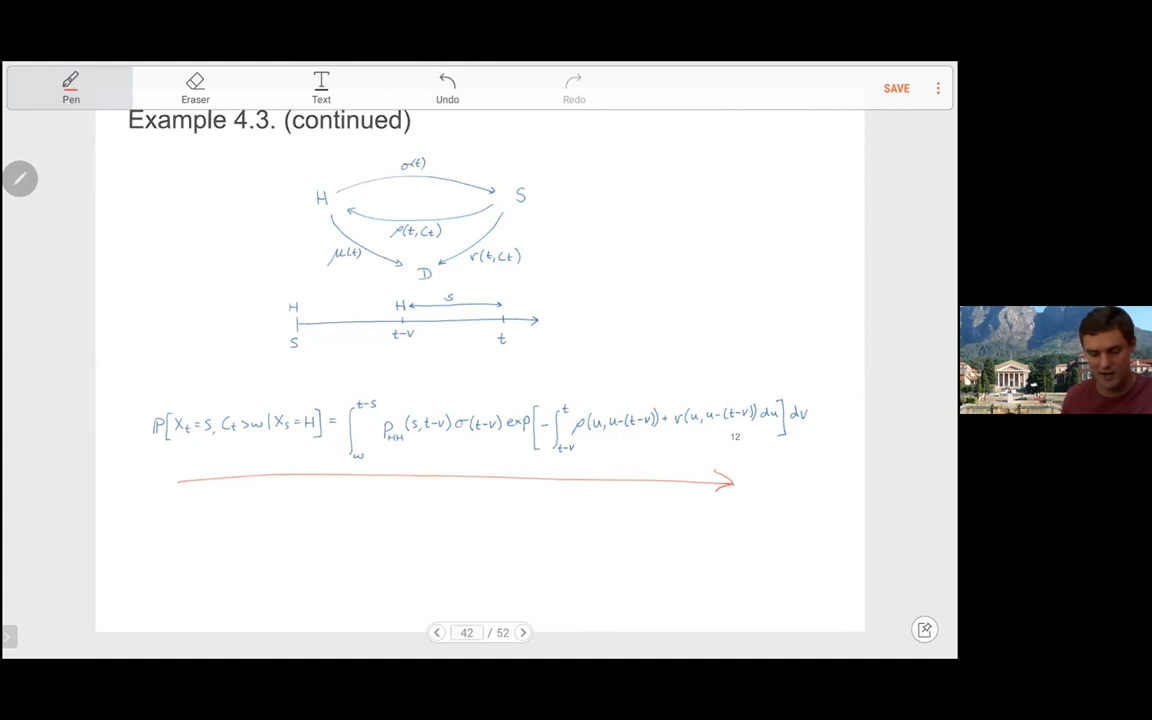 Pen Eraser Text Undo Redo SAVE
Example 4.3. (continued)
σ(t)
H S
ρ(t, Ct)
μ(t) ν(t, Ct)
D
H H s
S t-v t
P[Xt = S, Ct > w | Xs = H] = ∫_w^{t-s} p_HH (s, t-v) σ(t-v) exp[-∫_{t-v}^t ρ(u, u-(t-v)) + ν(u, u-(t-v)) du] dv
12
42 / 52